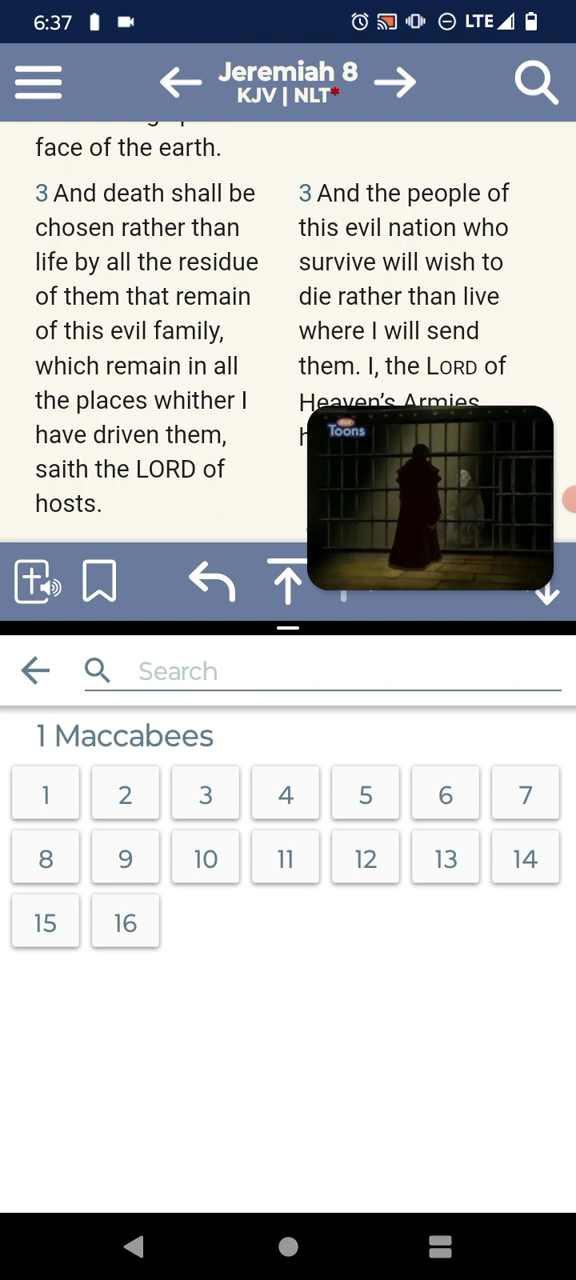 6:37
LTE
Jeremiah 8
KJV | NLT*
face of the earth.
3 And death shall be
chosen rather than
life by all the residue
of them that remain
of this evil family,
which remain in all
the places whither I
have driven them,
saith the LORD of
hosts.
3 And the people of
this evil nation who
survive will wish to
die rather than live
where I will send
them. I, the LORD of
Heaven's Armies
Toons
Search
1 Maccabees
1 2 3 4 5 6 7
8 9 10 11 12 13 14
15 16